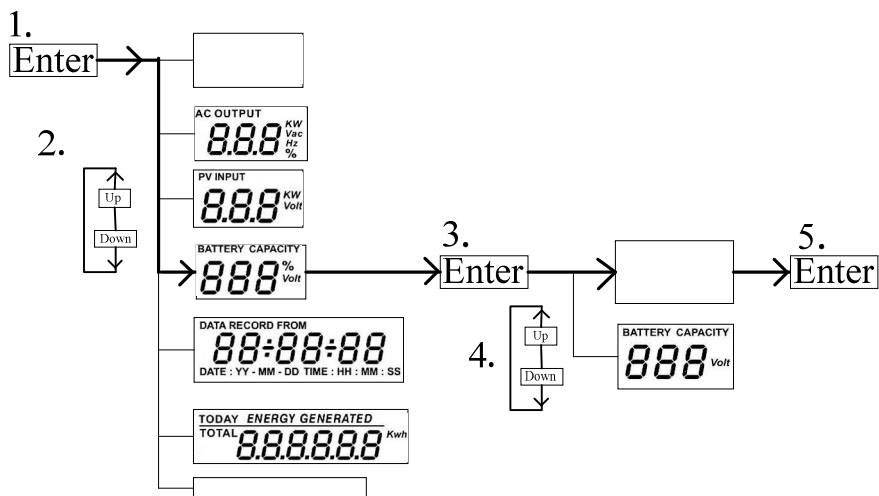 1.
Enter
AC OUTPUT
8.8.8 KW
Vac
Hz
%
2.
Up
Down
PV INPUT
8.8.8 KW
Volt
BATTERY CAPACITY
888 %
Volt
3.
Enter
5.
Enter
DATA RECORD FROM
88:88:88
DATE : YY - MM - DD TIME : HH : MM : SS
4.
Up
Down
BATTERY CAPACITY
888 Volt
TODAY ENERGY GENERATED
TOTAL 8.8.8.8.8.8 Kwh